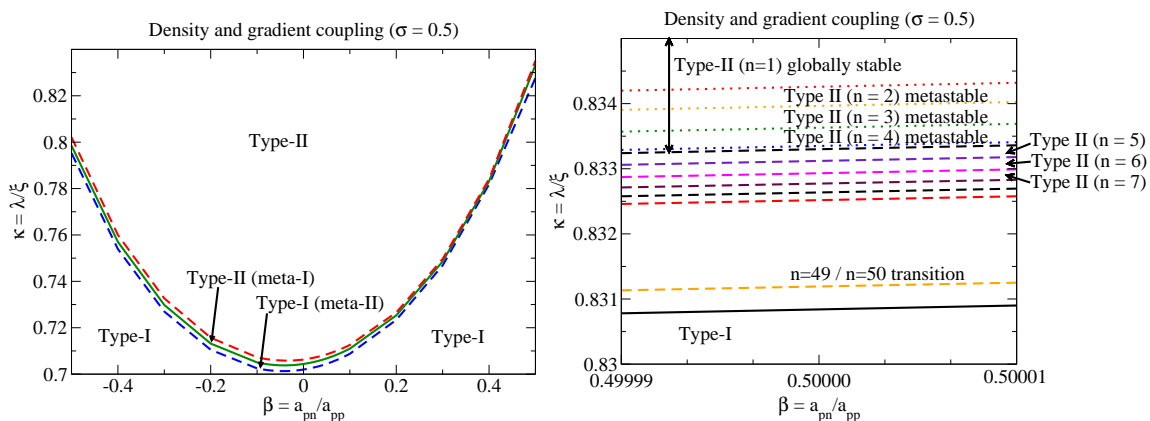 Density and gradient coupling (σ = 0.5)
κ = λ/ξ
0.82
0.8
0.78
0.76
0.74
0.72
0.7
Type-II
Type-II (meta-I)
Type-I (meta-II)
Type-I
Type-I
-0.4
-0.2
0
0.2
0.4
β = a_pn/a_pp
Density and gradient coupling (σ = 0.5)
κ = λ/ξ
0.834
0.833
0.832
0.831
0.83
Type-II (n=1) globally stable
Type II (n = 2) metastable
Type II (n = 3) metastable
Type II (n = 4) metastable
Type II (n = 5)
Type II (n = 6)
Type II (n = 7)
n=49 / n=50 transition
Type-I
0.49999
0.50000
0.50001
β = a_pn/a_pp